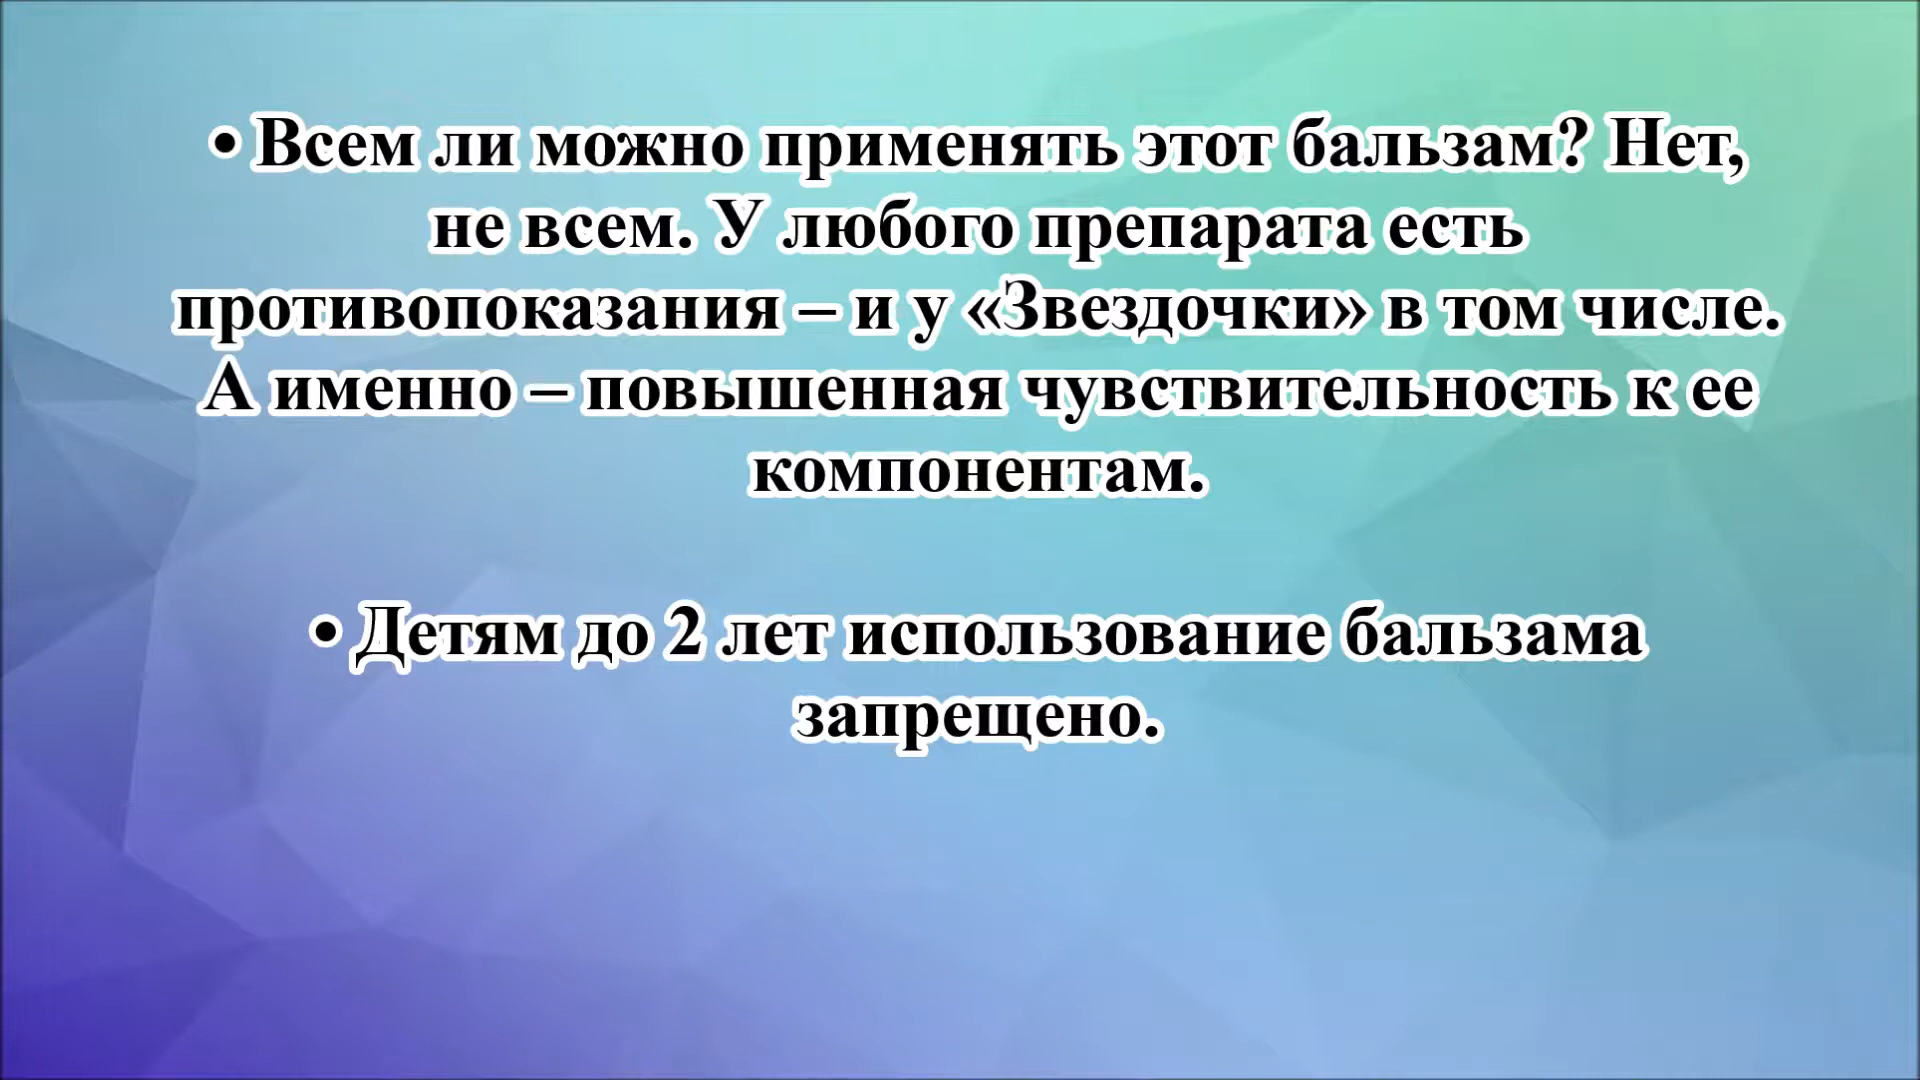 • Всем ли можно применять этот бальзам? Нет,
не всем. У любого препарата есть
противопоказания – и у «Звездочки» в том числе.
А именно – повышенная чувствительность к ее
компонентам.
• Детям до 2 лет использование бальзама
запрещено.